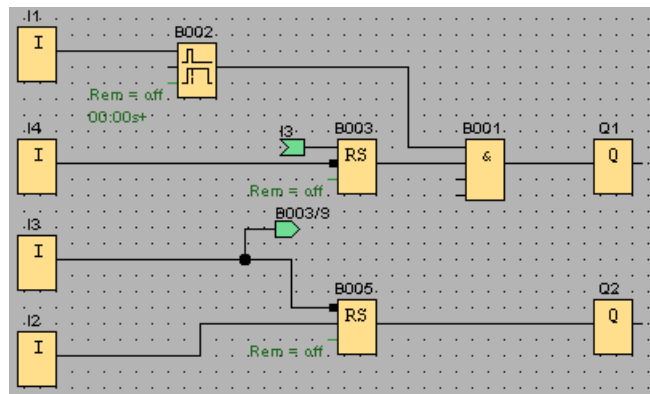 I1
I
B002
Rem = off
00:00s+
I4
I
I3
B003
RS
B001
&
Q1
Q
Rem = off
B003/S
I3
I
B005
RS
Q2
Q
I2
I
Rem = off